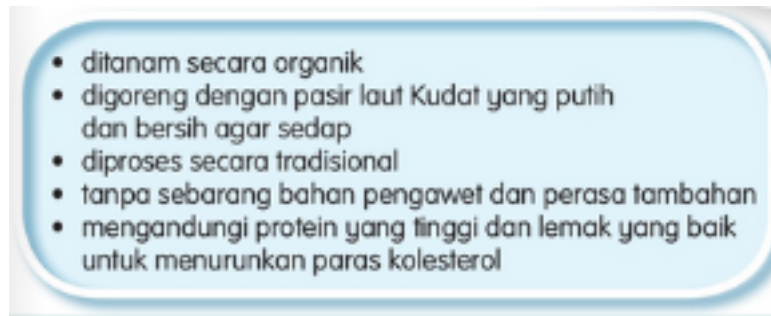 • ditanam secara organik
• digoreng dengan pasir laut Kudat yang putih
dan bersih agar sedap
• diproses secara tradisional
• tanpa sebarang bahan pengawet dan perasa tambahan
• mengandungi protein yang tinggi dan lemak yang baik
untuk menurunkan paras kolesterol